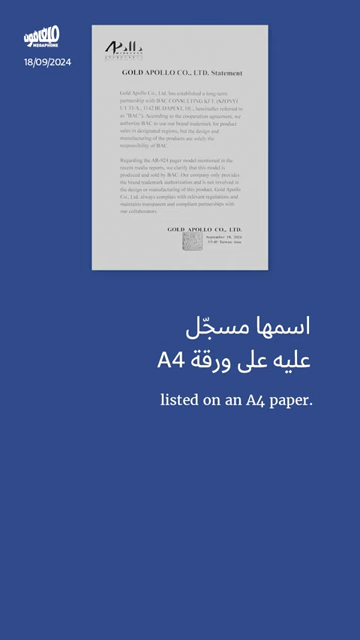 ميغافون
MEGAPHONE
18/09/2024
GOLD APOLLO CO., LTD. Statement
Gold Apollo Co., Ltd. has established a long-term
partnership with BAC CONSULTING KFT.
to as "BAC"). According to the cooperation agreement, we
authorize BAC to use our brand trademark for product
sales in designated regions, but the design and
manufacturing of the products are solely the
responsibility of BAC.
Regarding the AR-924 pager model mentioned in the
recent media reports, we clarify that this model is
produced and sold by BAC. Our company only provides
the brand trademark authorization and is not involved in
the design or manufacturing of this product. Gold Apollo
Co., Ltd. always complies with relevant regulations and
maintains transparent and compliant partnerships with
our collaborators.
GOLD APOLLO CO., LTD.
September 18, 2024
اسمها مسجّل
عليه على ورقة A4
listed on an A4 paper.